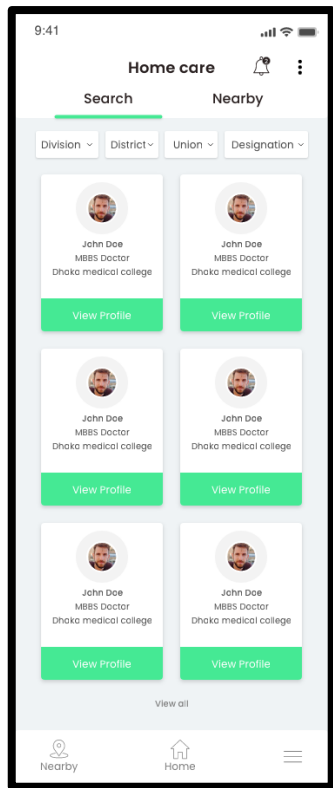 9:41
Home care
Search Nearby
Division District Union Designation
John Doe John Doe
MBBS Doctor MBBS Doctor
Dhaka medical college Dhaka medical college
View Profile View Profile
John Doe John Doe
MBBS Doctor MBBS Doctor
Dhaka medical college Dhaka medical college
View Profile View Profile
John Doe John Doe
MBBS Doctor MBBS Doctor
Dhaka medical college Dhaka medical college
View Profile View Profile
View all
Nearby Home